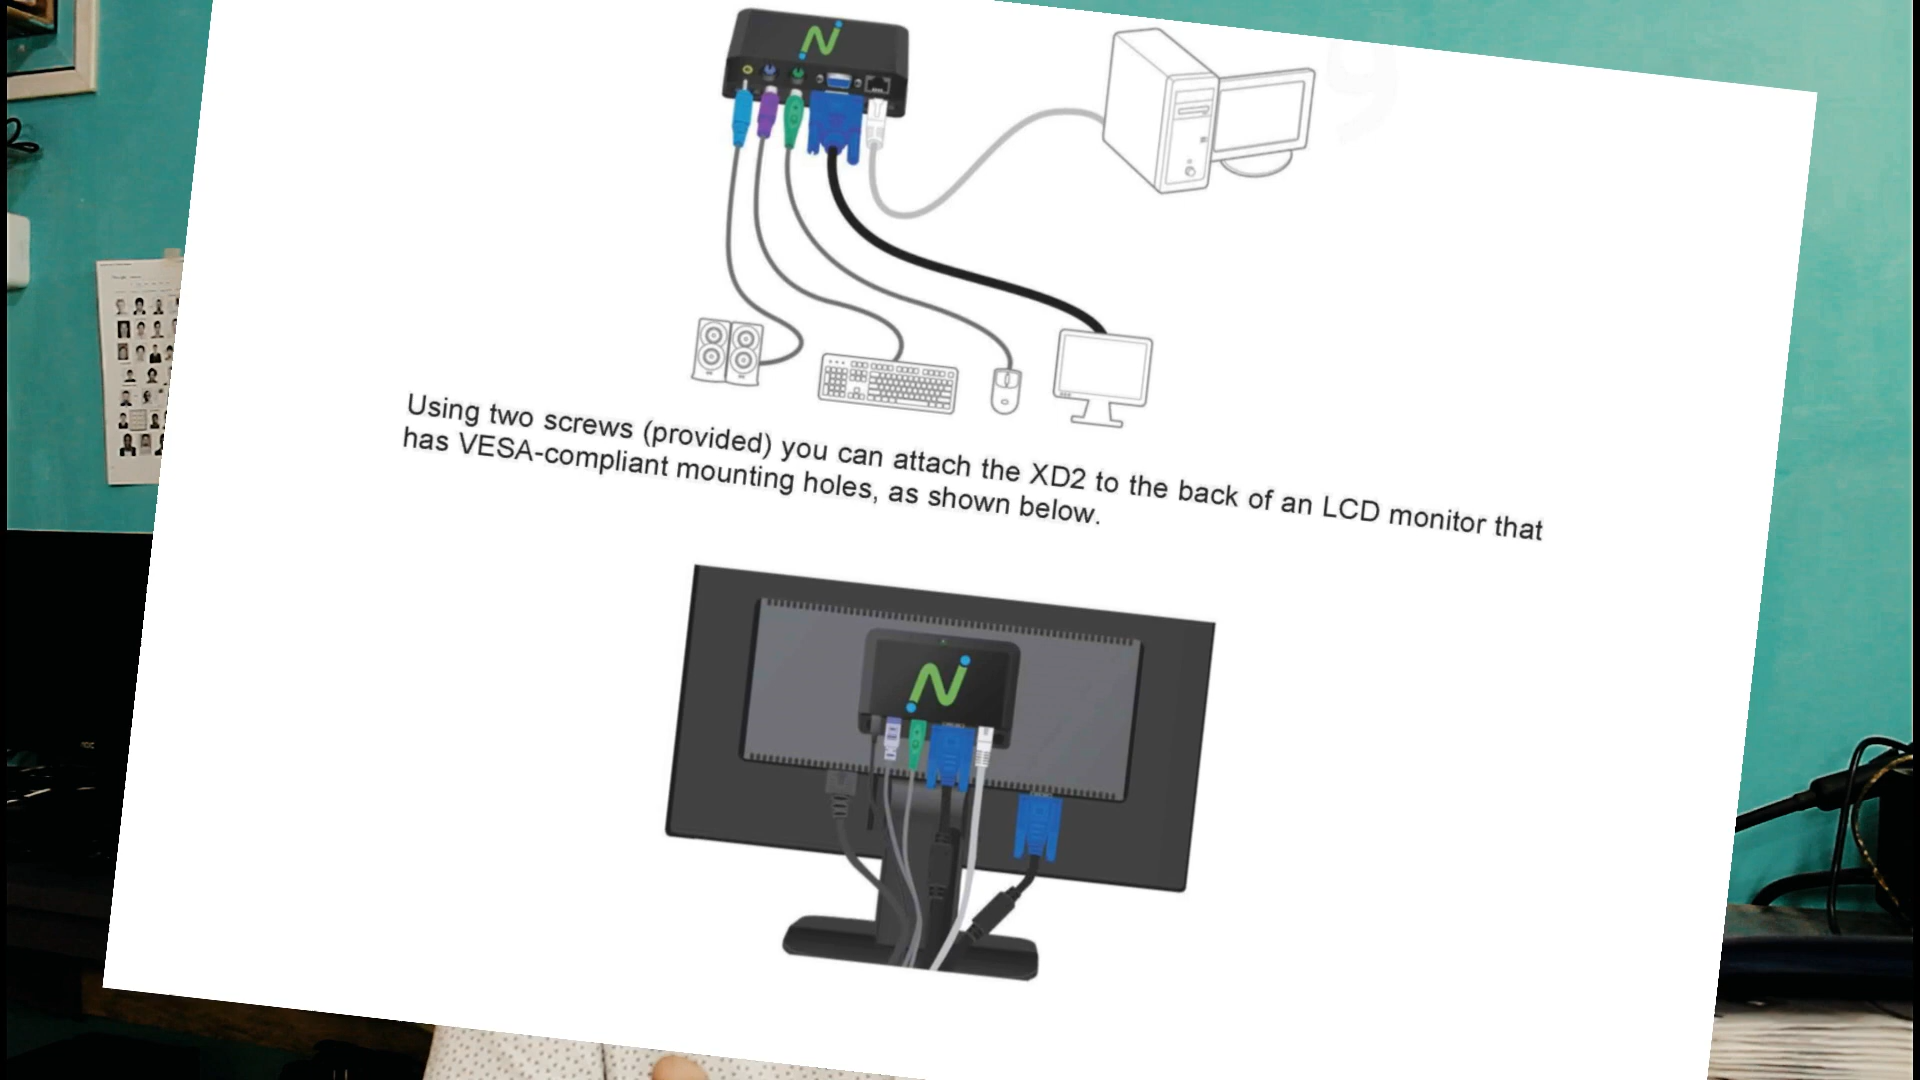 Using two screws (provided) you can attach the XD2 to the back of an LCD monitor that
has VESA-compliant mounting holes, as shown below.